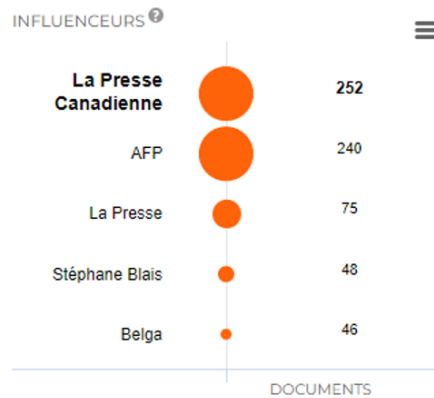 INFLUENCEURS ?
La Presse
Canadienne 252
AFP 240
La Presse 75
Stéphane Blais 48
Belga 46
DOCUMENTS